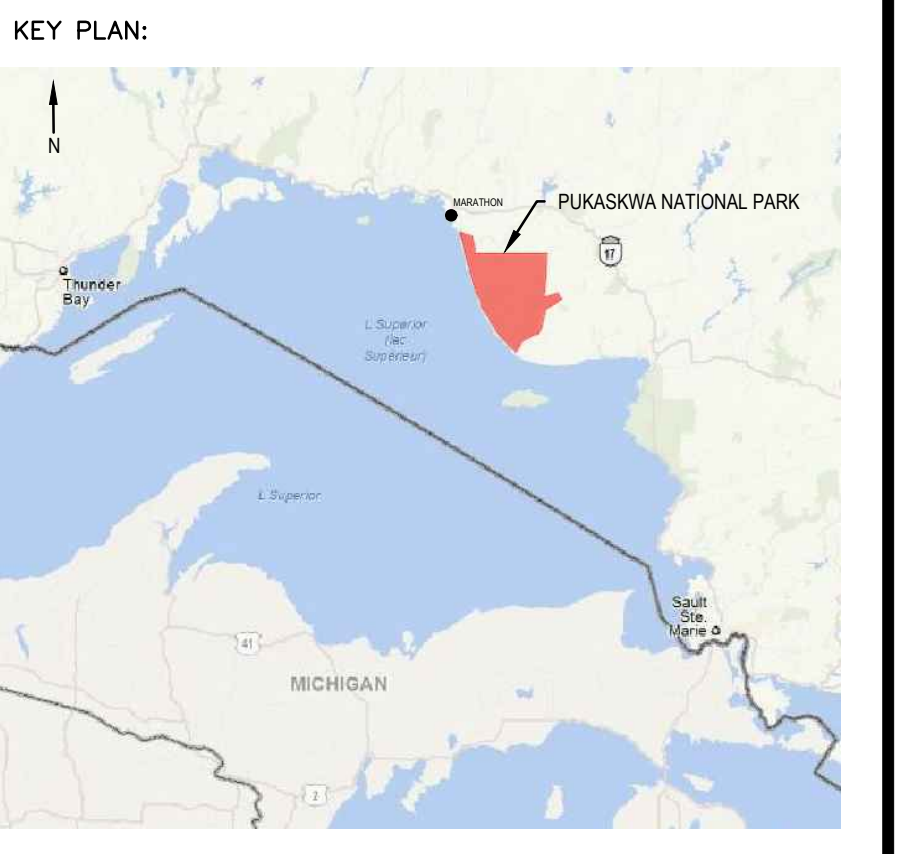 KEY PLAN:
N
MARATHON
PUKASKWA NATIONAL PARK
17
Thunder
Bay
L Superior
(lac
Supérieur)
L Superior
Sault
Ste.
Marie
41
MICHIGAN
2